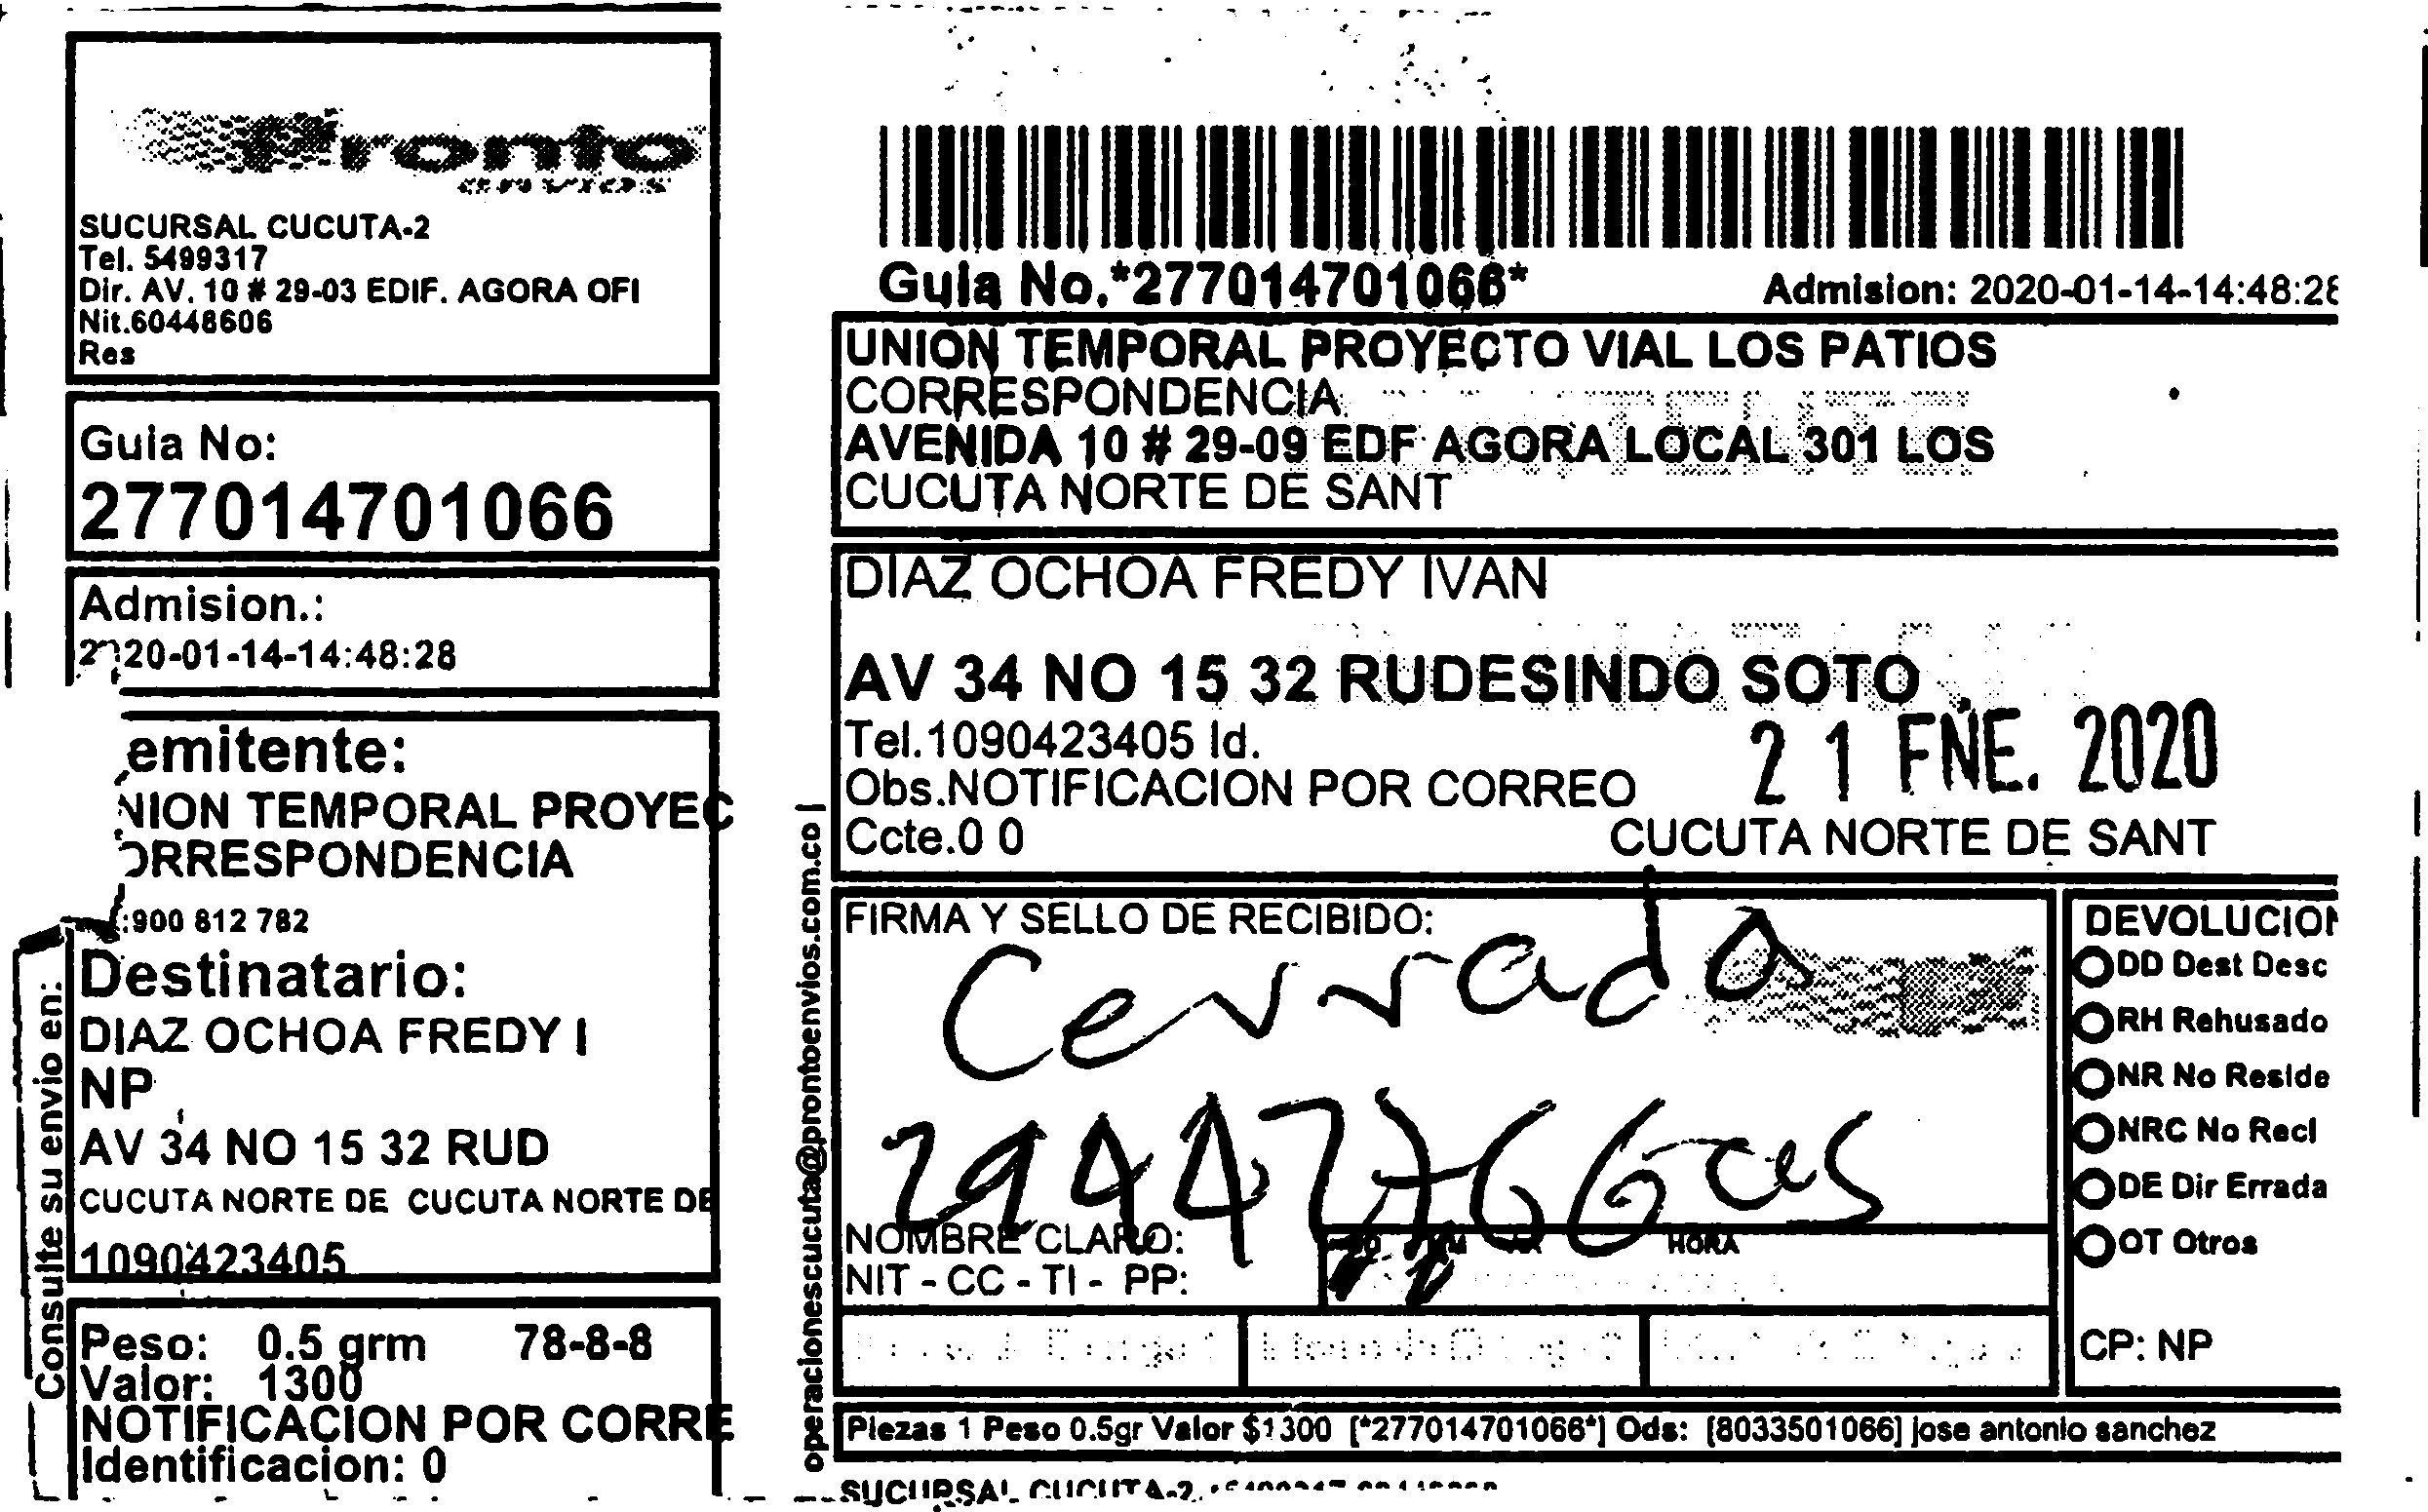 Pronto
envios
SUCURSAL CUCUTA-2
Tel. 5499317
Dir. AV. 10 # 29-03 EDIF. AGORA OFI
Nit.60448606
Res
Guia No:
277014701066
Admision.:
2020-01-14-14:48:28
emitente:
NION TEMPORAL PROYEC
ORRESPONDENCIA
:900 812 782
Destinatario:
DIAZ OCHOA FREDY I
NP
AV 34 NO 15 32 RUD
CUCUTA NORTE DE CUCUTA NORTE DE
1090423405
Peso: 0.5 grm 78-8-8
Valor: 1300
NOTIFICACION POR CORRE
Identificacion: 0
Consulte su envio en:
Guia No.*277014701066*
Admision: 2020-01-14-14:48:28
UNION TEMPORAL PROYECTO VIAL LOS PATIOS
CORRESPONDENCIA
AVENIDA 10 # 29-09 EDF AGORA LOCAL 301 LOS
CUCUTA NORTE DE SANT
DIAZ OCHOA FREDY IVAN
AV 34 NO 15 32 RUDESINDO SOTO
Tel.1090423405 Id.
21 ENE. 2020
Obs.NOTIFICACION POR CORREO
Ccte.0 0
CUCUTA NORTE DE SANT
operacionescucuta@prontoenvios.com.co |
FIRMA Y SELLO DE RECIBIDO:
Cerrado
NOMBRE CLARO:
HORA
NIT - CC - TI - PP:
DEVOLUCION
DD Dest Desc
RH Rehusado
NR No Reside
NRC No Recl
DE Dir Errada
OT Otros
CP: NP
Piezas 1 Peso 0.5gr Valor $1300 [*277014701066*] Ods: [8033501066] jose antonio sanchez
SUCURSAL CUCUTA-2